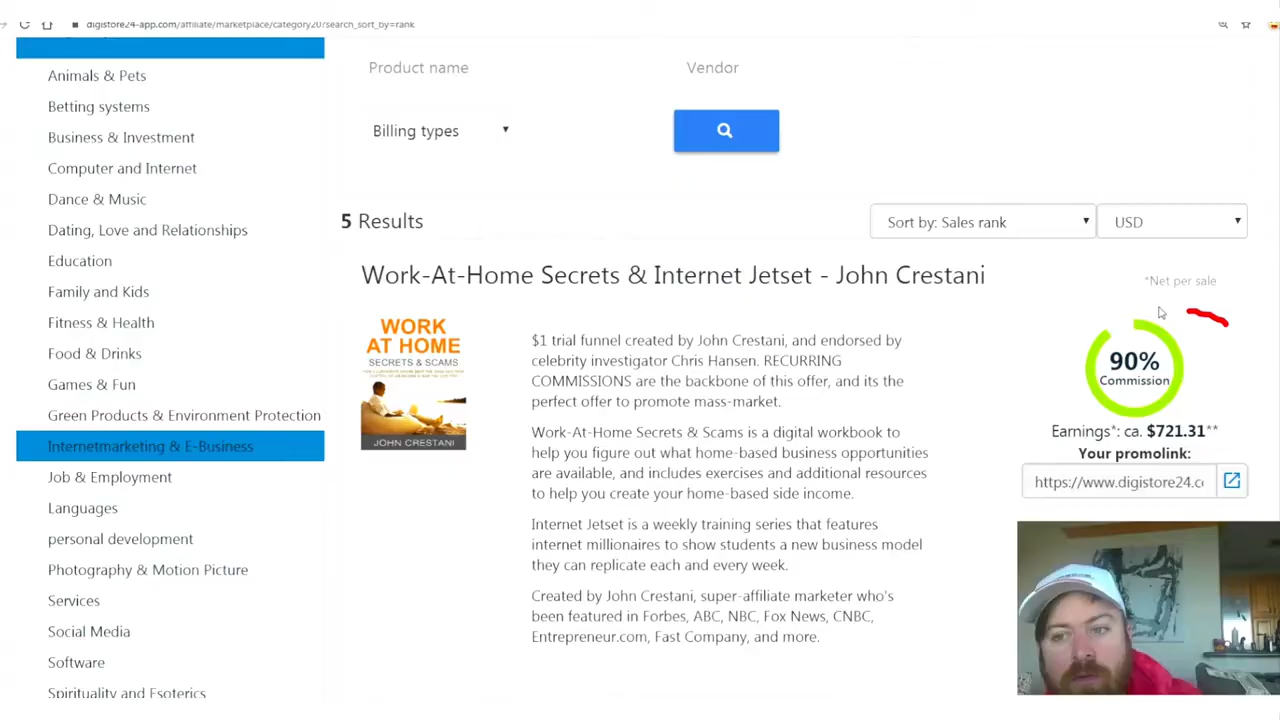 digistore24-app.com/affiliate/marketplace/category20?search_sort_by=rank
Animals & Pets
Betting systems
Business & Investment
Computer and Internet
Dance & Music
Dating, Love and Relationships
Education
Family and Kids
Fitness & Health
Food & Drinks
Games & Fun
Green Products & Environment Protection
Internetmarketing & E-Business
Job & Employment
Languages
personal development
Photography & Motion Picture
Services
Social Media
Software
Spirituality and Esoterics
Product name
Vendor
Billing types
5 Results
Sort by: Sales rank
USD
Work-At-Home Secrets & Internet Jetset - John Crestani
*Net per sale
WORK
AT HOME
SECRETS & SCAMS
JOHN CRESTANI
$1 trial funnel created by John Crestani, and endorsed by
celebrity investigator Chris Hansen. RECURRING
COMMISSIONS are the backbone of this offer, and its the
perfect offer to promote mass-market.
Work-At-Home Secrets & Scams is a digital workbook to
help you figure out what home-based business opportunities
are available, and includes exercises and additional resources
to help you create your home-based side income.
Internet Jetset is a weekly training series that features
internet millionaires to show students a new business model
they can replicate each and every week.
Created by John Crestani, super-affiliate marketer who's
been featured in Forbes, ABC, NBC, Fox News, CNBC,
Entrepreneur.com, Fast Company, and more.
90%
Commission
Earnings*: ca. $721.31**
Your promolink:
https://www.digistore24.c